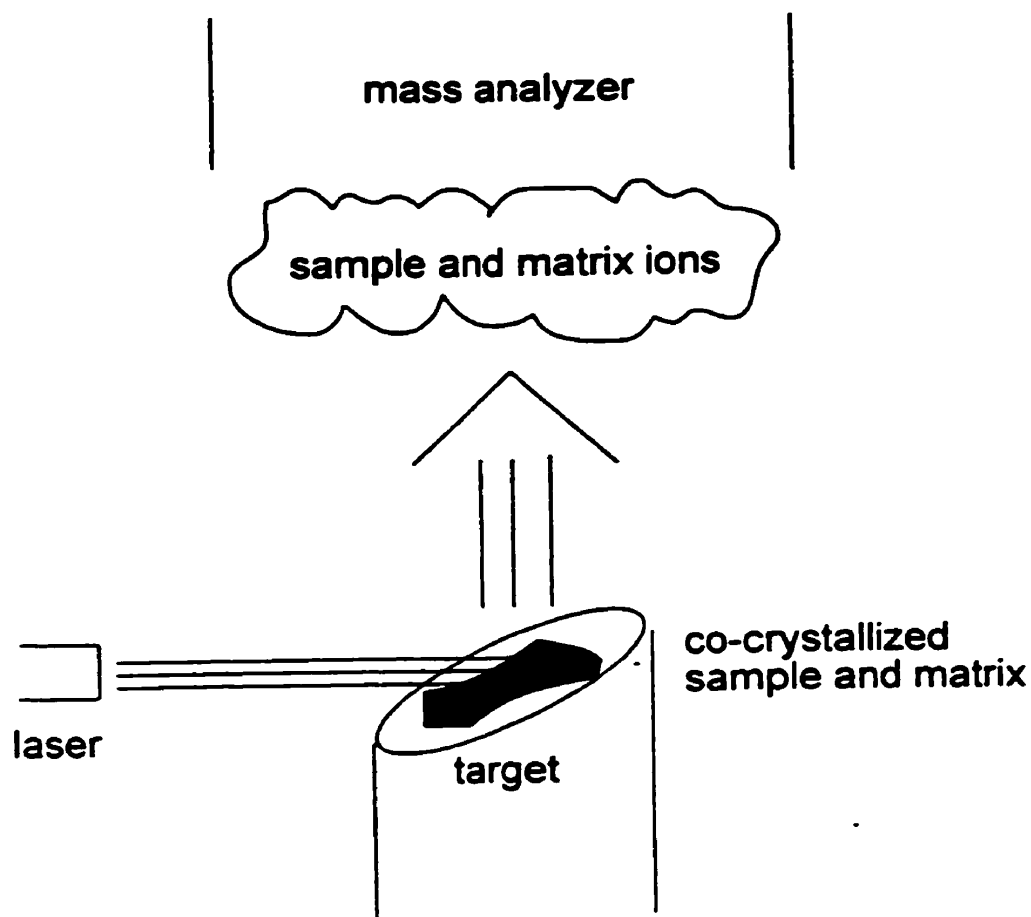 mass analyzer
sample and matrix ions
co-crystallized
sample and matrix
laser
target